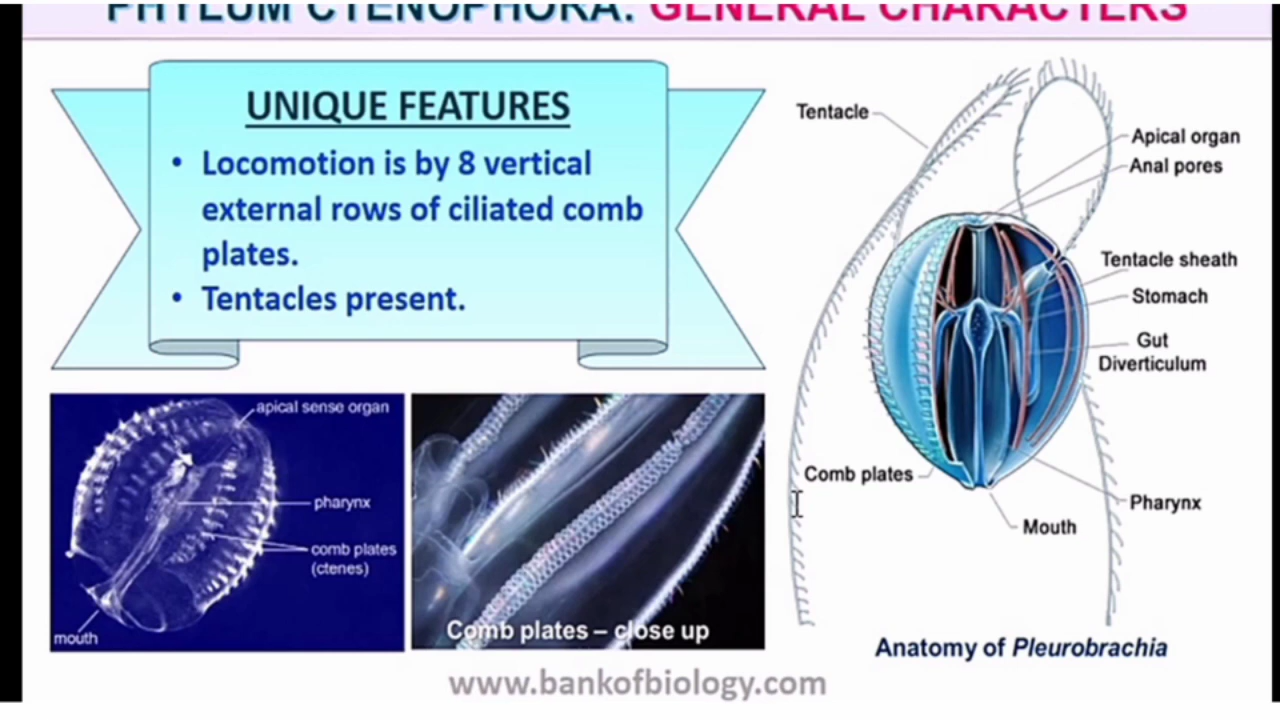 PHYLUM CTENOPHORA: GENERAL CHARACTERS
UNIQUE FEATURES
• Locomotion is by 8 vertical
external rows of ciliated comb
plates.
• Tentacles present.
Tentacle
Apical organ
Anal pores
Tentacle sheath
Stomach
Gut
Diverticulum
Comb plates
Pharynx
Mouth
Anatomy of Pleurobrachia
apical sense organ
pharynx
comb plates
(ctenes)
mouth
Comb plates – close up
www.bankofbiology.com